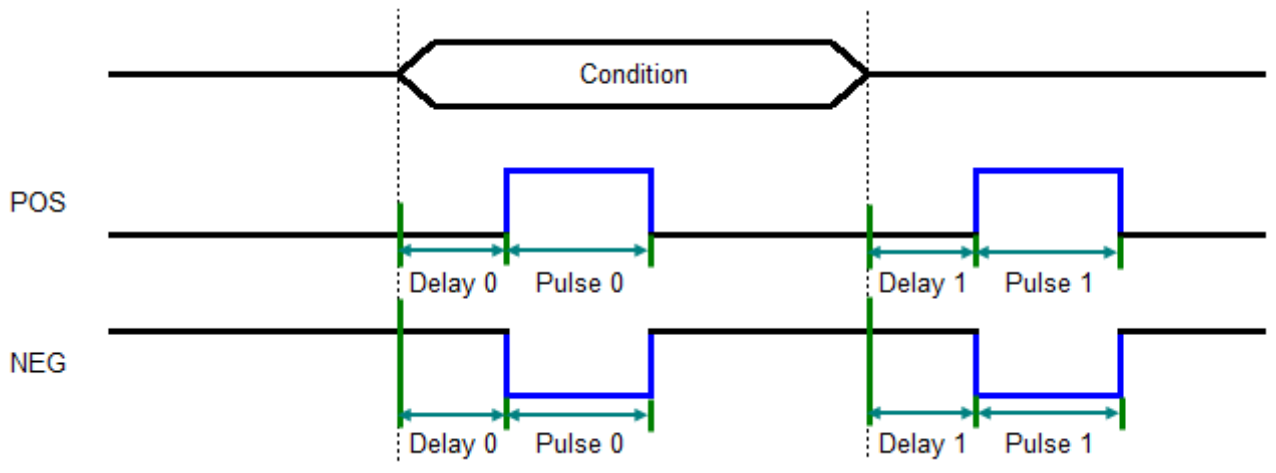 Condition
POS
Delay 0 Pulse 0 Delay 1 Pulse 1
NEG
Delay 0 Pulse 0 Delay 1 Pulse 1